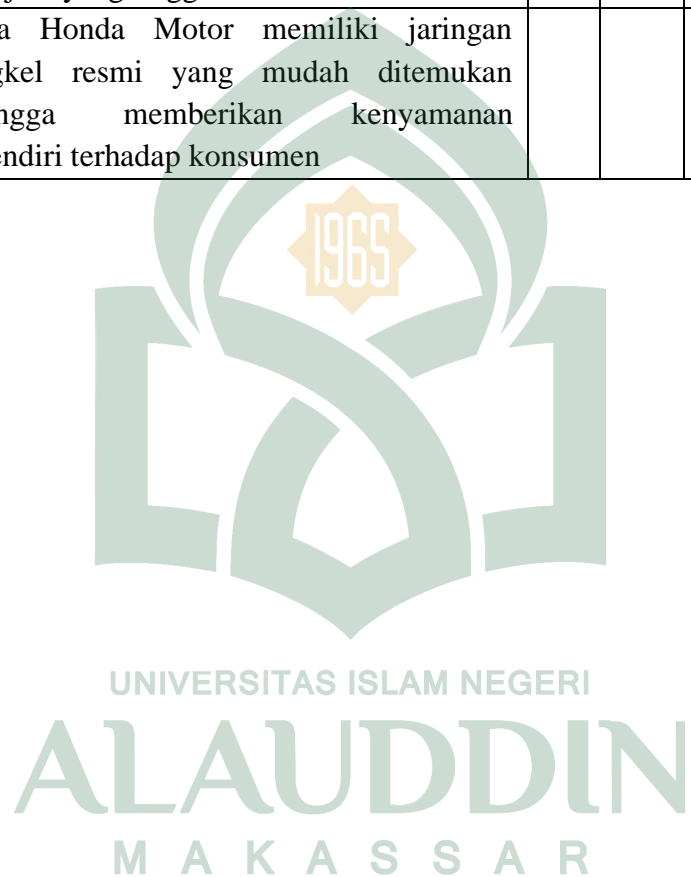 a Honda Motor memiliki jaringan
gkel resmi yang mudah ditemukan
ngga memberikan kenyamanan
endiri terhadap konsumen
1965
UNIVERSITAS ISLAM NEGERI
ALAUDDIN
MAKASSAR